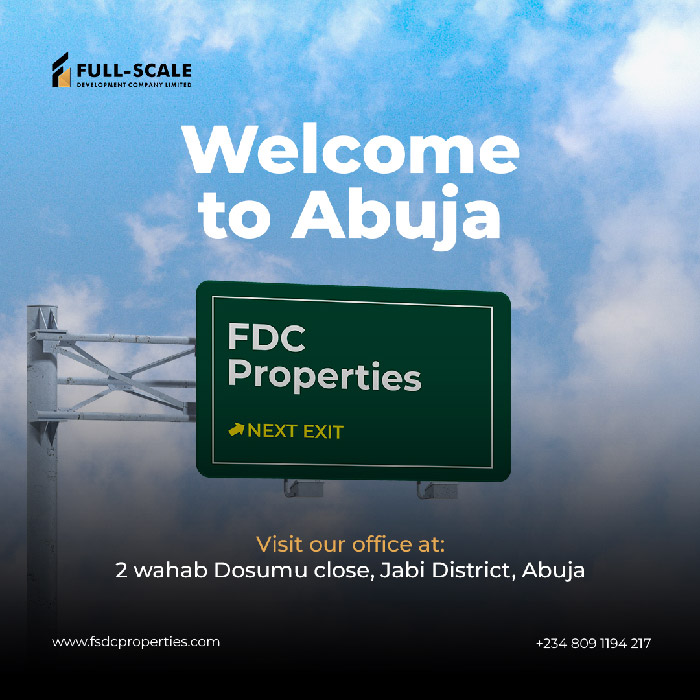 FULL-SCALE
DEVELOPMENT COMPANY LIMITED
Welcome
to Abuja
FDC
Properties
NEXT EXIT
Visit our office at:
2 wahab Dosumu close, Jabi District, Abuja
www.fsdcproperties.com
+234 809 1194 217